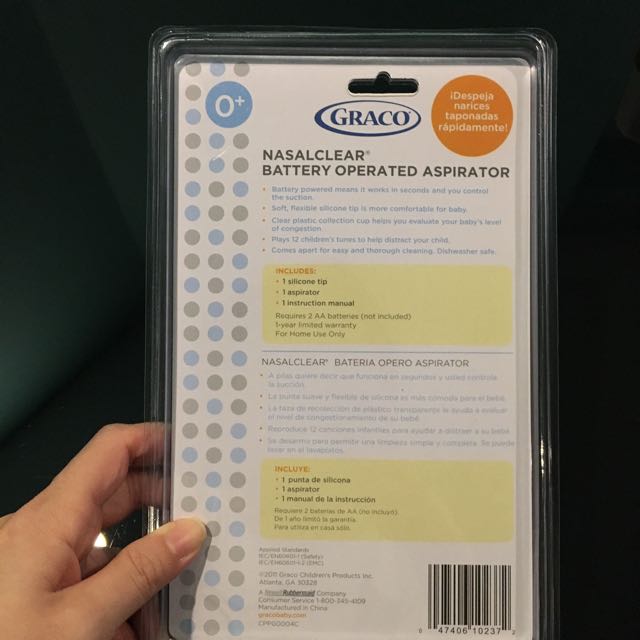 0+
GRACO
¡Despeja
narices
taponadas
rápidamente!
NASALCLEAR®
BATTERY OPERATED ASPIRATOR
• Battery powered means it works in seconds and you control
the suction.
• Soft, flexible silicone tip is more comfortable for baby.
• Clear plastic collection cup helps you evaluate your baby's level
of congestion.
• Plays 12 children's tunes to help distract your child.
• Comes apart for easy and thorough cleaning. Dishwasher safe.
INCLUDES:
• 1 silicone tip
• 1 aspirator
• 1 instruction manual
Requires 2 AA batteries (not included)
1-year limited warranty
For Home Use Only
NASALCLEAR® BATERIA OPERO ASPIRATOR
• A pilas quiere decir que funciona en segundos y usted controla
la succión.
• La punta suave y flexible de silicona es más cómoda para el bebé.
• La taza de recolección de plástico transparente le ayuda a evaluar
el nivel de congestionamiento de su bebé.
• Reproduce 12 canciones infantiles para ayudar a distraer a su bebé.
• Se desarma para permitir una limpieza simple y completa. Se puede
lavar en el lavaplatos.
INCLUYE:
• 1 punta de silicona
• 1 aspirator
• 1 manual de la instrucción
Requiere 2 baterías de AA (no incluyó).
De 1 año limitó la garantía.
Para utiliza en casa sólo.
Applied Standards
IEC/EN60601-1 (Safety)
IEC/EN60601-1-2 (EMC)
©2011 Graco Children's Products Inc.
Atlanta, GA 30328
A Newell Rubbermaid Company
Consumer Service 1-800-345-4109
Manufactured in China
gracobaby.com
CPPG0004C
47406 10237